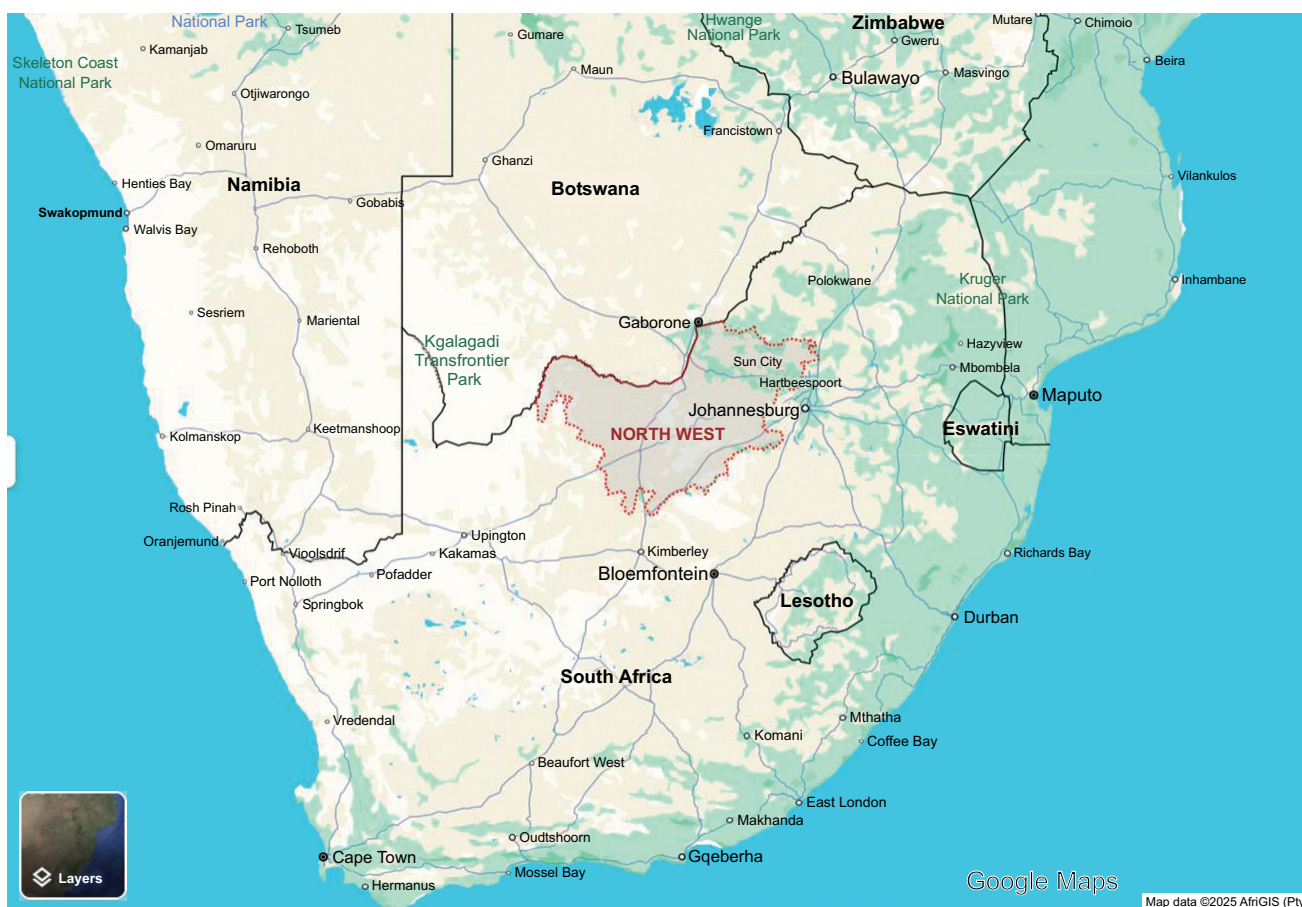 National Park
Tsumeb
Gumare
Hwange
National Park
Zimbabwe
Mutare
Chimoio
Kamanjab
Gweru
Skeleton Coast
National Park
Maun
Bulawayo
Masvingo
Beira
Otjiwarongo
Francistown
Omaruru
Ghanzi
Henties Bay
Namibia
Botswana
Vilankulos
Swakopmund
Gobabis
Walvis Bay
Rehoboth
Polokwane
Kruger
National Park
Inhambane
Sesriem
Mariental
Gaborone
Kgalagadi
Transfrontier
Park
Sun City
Hazyview
Mbombela
Hartbeespoort
Maputo
Johannesburg
Kolmanskop
Keetmanshoop
NORTH WEST
Eswatini
Rosh Pinah
Oranjemund
Upington
Vioolsdrif
Kakamas
Kimberley
Richards Bay
Port Nolloth
Pofadder
Bloemfontein
Springbok
Lesotho
Durban
South Africa
Vredendal
Mthatha
Komani
Coffee Bay
Beaufort West
East London
Makhanda
Oudtshoorn
Cape Town
Gqeberha
Mossel Bay
Hermanus
Layers
Google Maps
Map data ©2025 AfriGIS (Pty